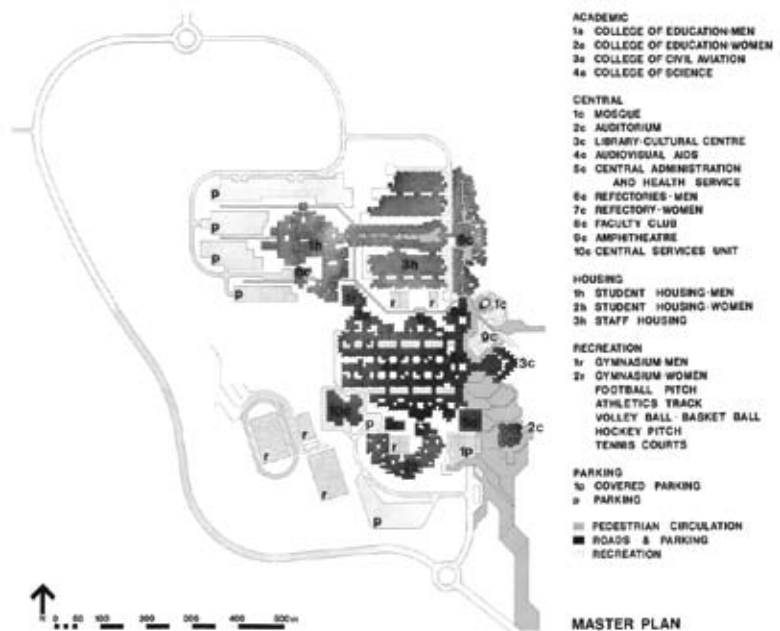 ACADEMIC
1a COLLEGE OF EDUCATION-MEN
2a COLLEGE OF EDUCATION-WOMEN
3a COLLEGE OF CIVIL AVIATION
4a COLLEGE OF SCIENCE
CENTRAL
1c MOSQUE
2c AUDITORIUM
3c LIBRARY-CULTURAL CENTRE
4c AUDIOVISUAL AIDS
5c CENTRAL ADMINISTRATION
AND HEALTH SERVICE
6c REFECTORIES-MEN
7c REFECTORY-WOMEN
8c FACULTY CLUB
9c AMPHITHEATRE
10c CENTRAL SERVICES UNIT
HOUSING
1h STUDENT HOUSING-MEN
2h STUDENT HOUSING-WOMEN
3h STAFF HOUSING
RECREATION
1r GYMNASIUM-MEN
2r GYMNASIUM-WOMEN
FOOTBALL PITCH
ATHLETICS TRACK
VOLLEY BALL-BASKET BALL
HOCKEY PITCH
TENNIS COURTS
PARKING
1p COVERED PARKING
p PARKING
PEDESTRIAN CIRCULATION
ROADS & PARKING
RECREATION
MASTER PLAN
p
p
1h
p
3h
p
r r
1c
9c
3c
p
2c
r
r
r
1p
r
p
N 0 50 100 200 300 400 500m